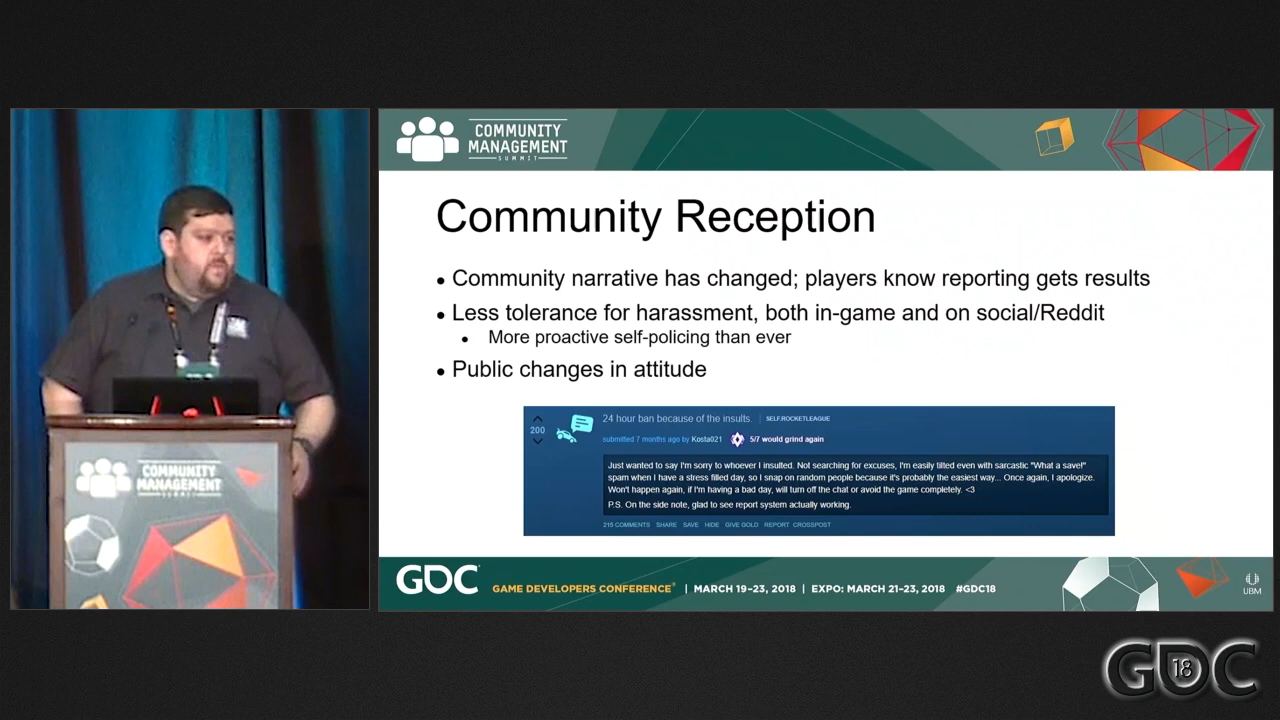 COMMUNITY
MANAGEMENT
SUMMIT
Community Reception
Community narrative has changed; players know reporting gets results
Less tolerance for harassment, both in-game and on social/Reddit
More proactive self-policing than ever
Public changes in attitude
200
24 hour ban because of the insults. SELF.ROCKETLEAGUE
submitted 7 months ago by Kosta021 5/7 would grind again
Just wanted to say I'm sorry to whoever I insulted. Not searching for excuses, I'm easily tilted even with sarcastic "What a save!"
spam when I have a stress filled day, so I snap on random people because it's probably the easiest way... Once again, I apologize.
Won't happen again, if I'm having a bad day, will turn off the chat or avoid the game completely. <3
P.S. On the side note, glad to see report system actually working.
215 COMMENTS SHARE SAVE HIDE GIVE GOLD REPORT CROSSPOST
COMMUNITY
MANAGEMENT
SUMMIT
GDC GAME DEVELOPERS CONFERENCE® | MARCH 19–23, 2018 | EXPO: MARCH 21–23, 2018 #GDC18
UBM
GDC 18